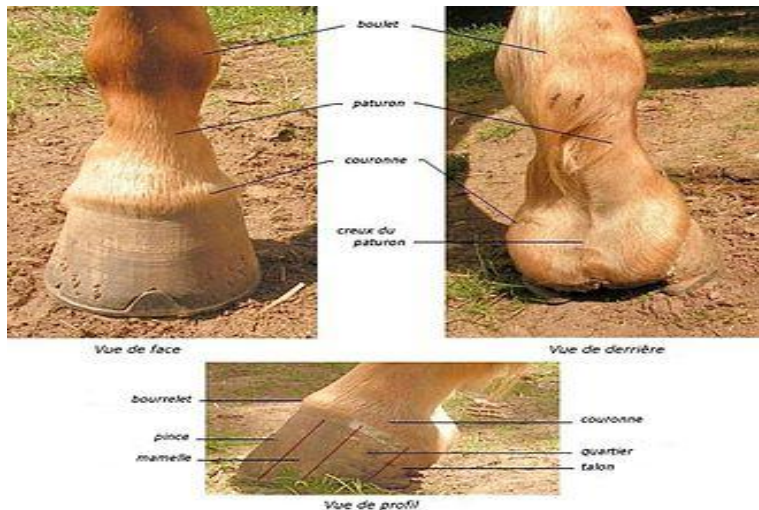 boulet
paturon
couronne
creux du
paturon
Vue de face
Vue de derrière
bourrelet
couronne
pince
quartier
mamelle
talon
Vue de profil